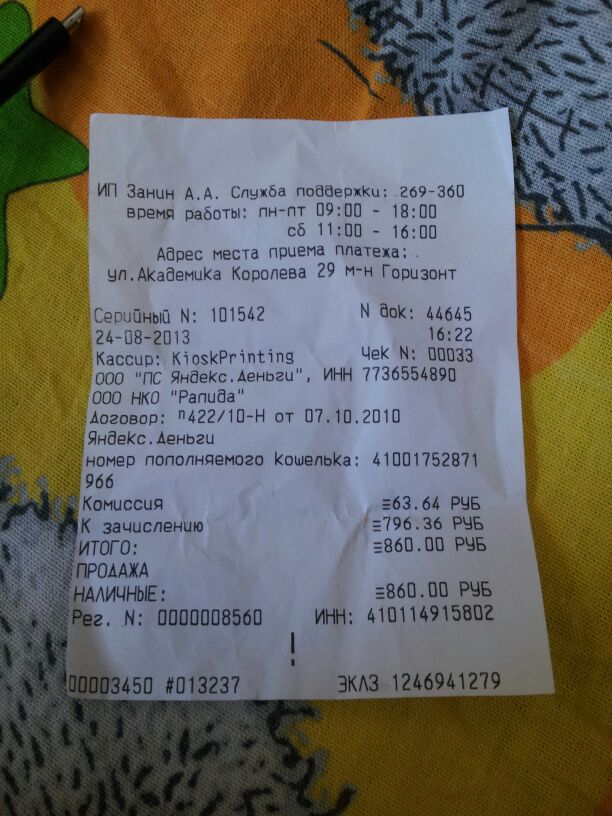 ИП Занин А.А. Служба поддержки: 269-360
время работы: пн-пт 09:00 - 18:00
сб 11:00 - 16:00
Адрес места приема платежа: .
ул.Академика Королева 29 м-н Горизонт
Серийный N: 101542 N док: 44645
24-08-2013 16:22
Кассир: KioskPrinting Чек N: 00033
ООО "ПС Яндекс.Деньги", ИНН 7736554890
ООО НКО "Рапида"
Договор: п422/10-Н от 07.10.2010
Яндекс.Деньги
номер пополняемого кошелька: 41001752871
966
Комиссия ≡63.64 РУБ
К зачислению ≡796.36 РУБ
ИТОГО: ≡860.00 РУБ
ПРОДАЖА
НАЛИЧНЫЕ: ≡860.00 РУБ
Рег. N: 0000008560 ИНН: 410114915802
!
00003450 #013237 ЭКЛЗ 1246941279